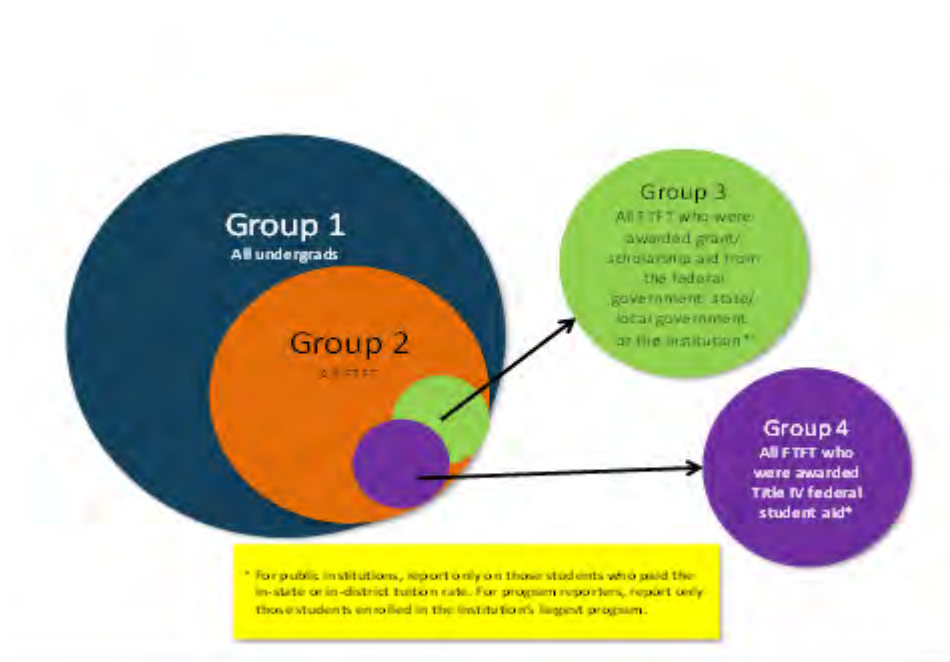 Group 1
All undergrads
Group 2
All FTFT
Group 3
All FTFT who were
awarded grant/
scholarship aid from
the federal
government, state/
local government
or the institution*
Group 4
All FTFT who
were awarded
Title IV federal
student aid*
* For public institutions, report only on those students who paid the
in-state or in-district tuition rate. For program reporters, report only
those students enrolled in the institution's largest program.